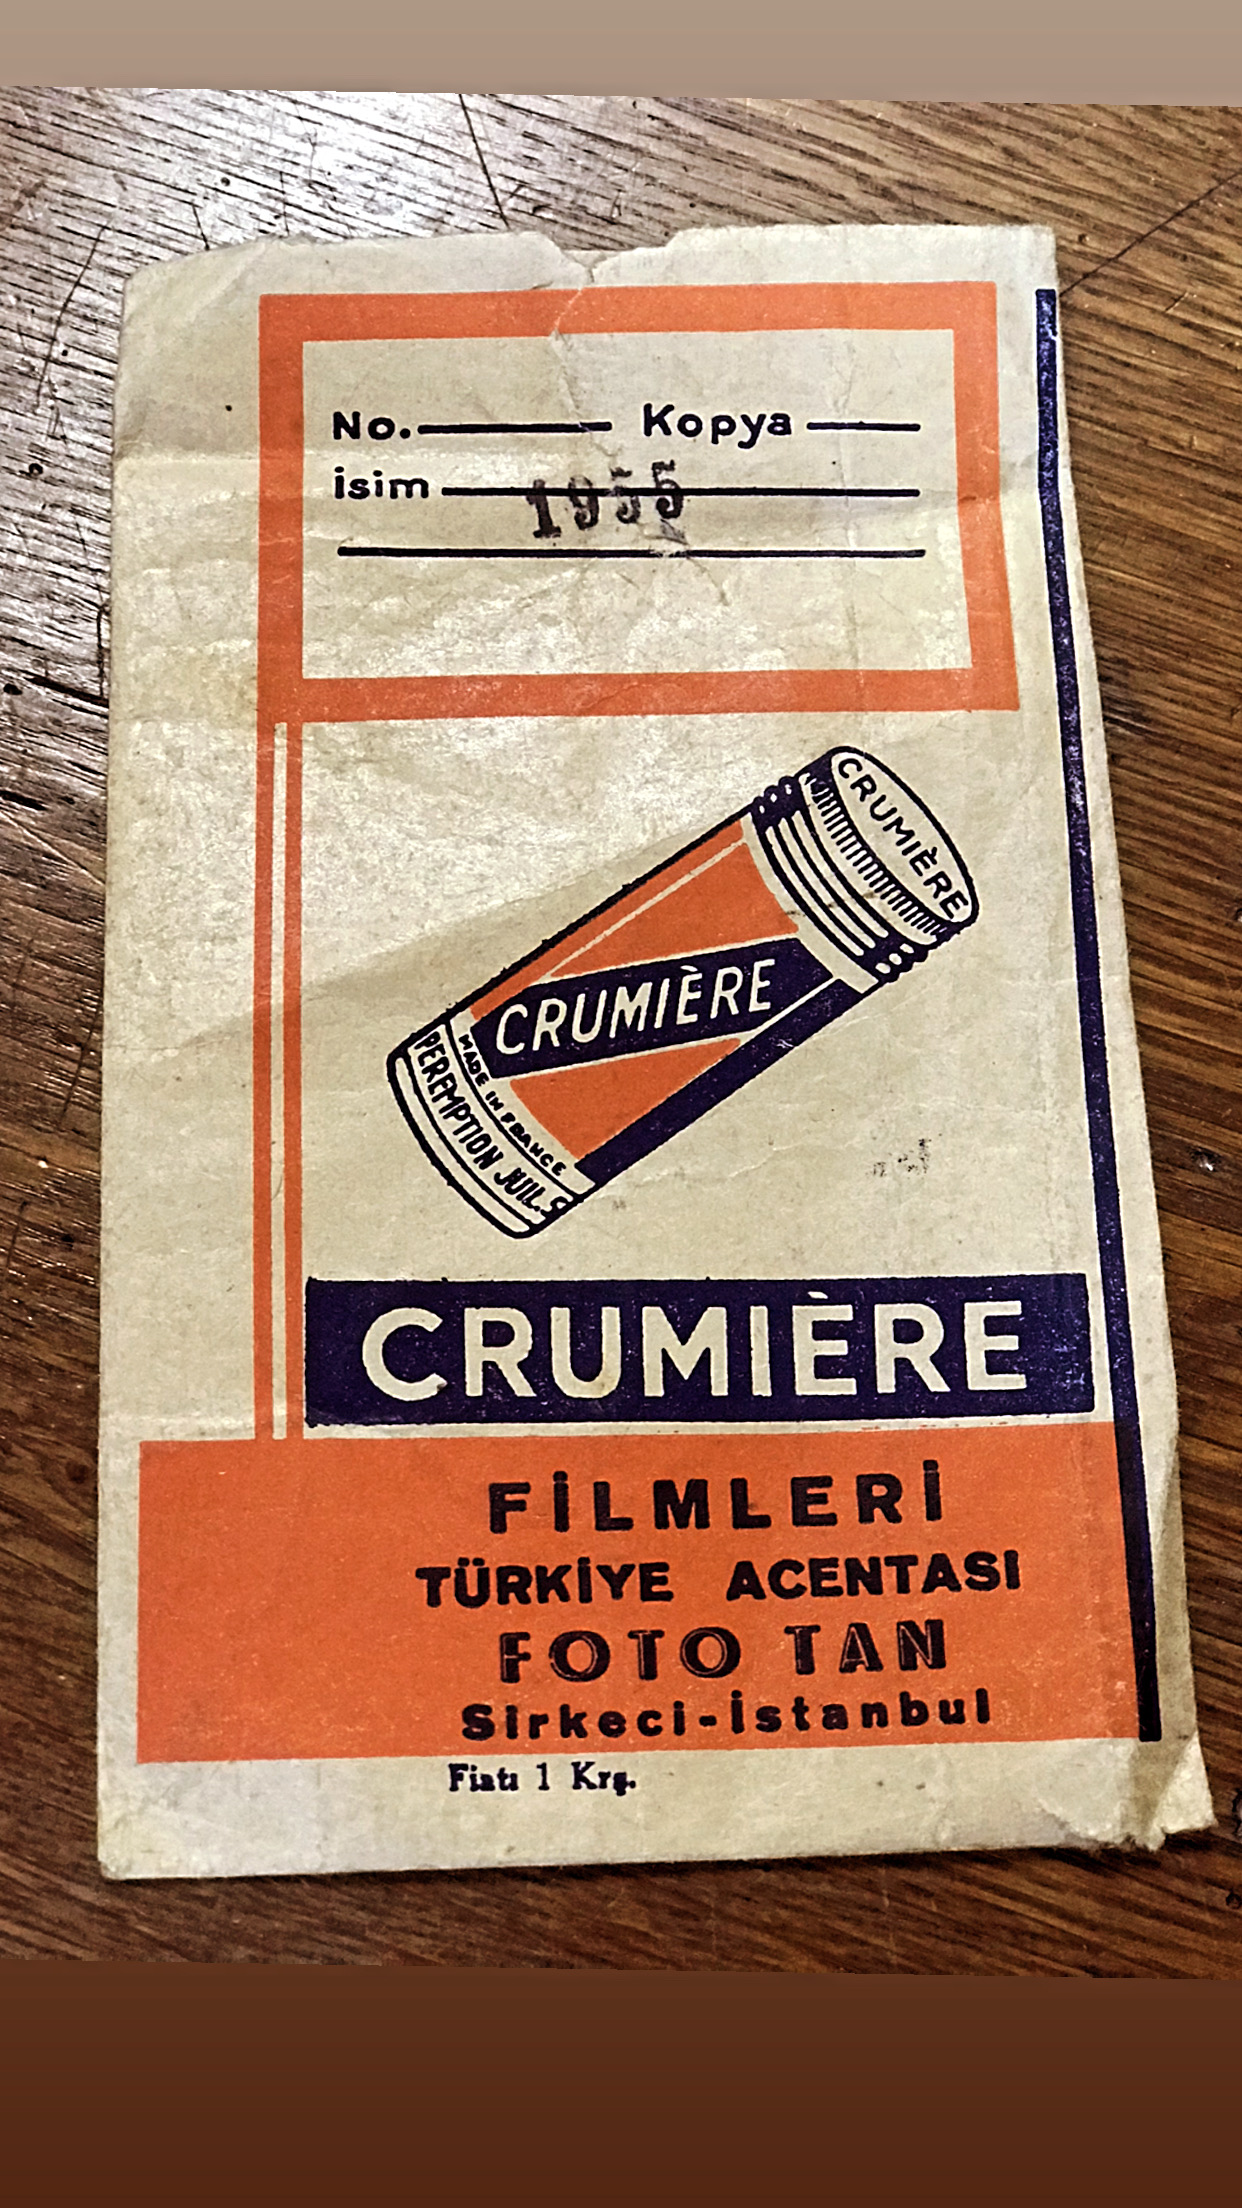 No. Kopya
İsim 1955
CRUMIÈRE
CRUMIÈRE
MADE IN FRANCE
PEREMPTION JUIL.5
CRUMIÈRE
FİLMLERİ
TÜRKİYE ACENTASI
FOTO TAN
Sirkeci-İstanbul
Fiatı 1 Krş.